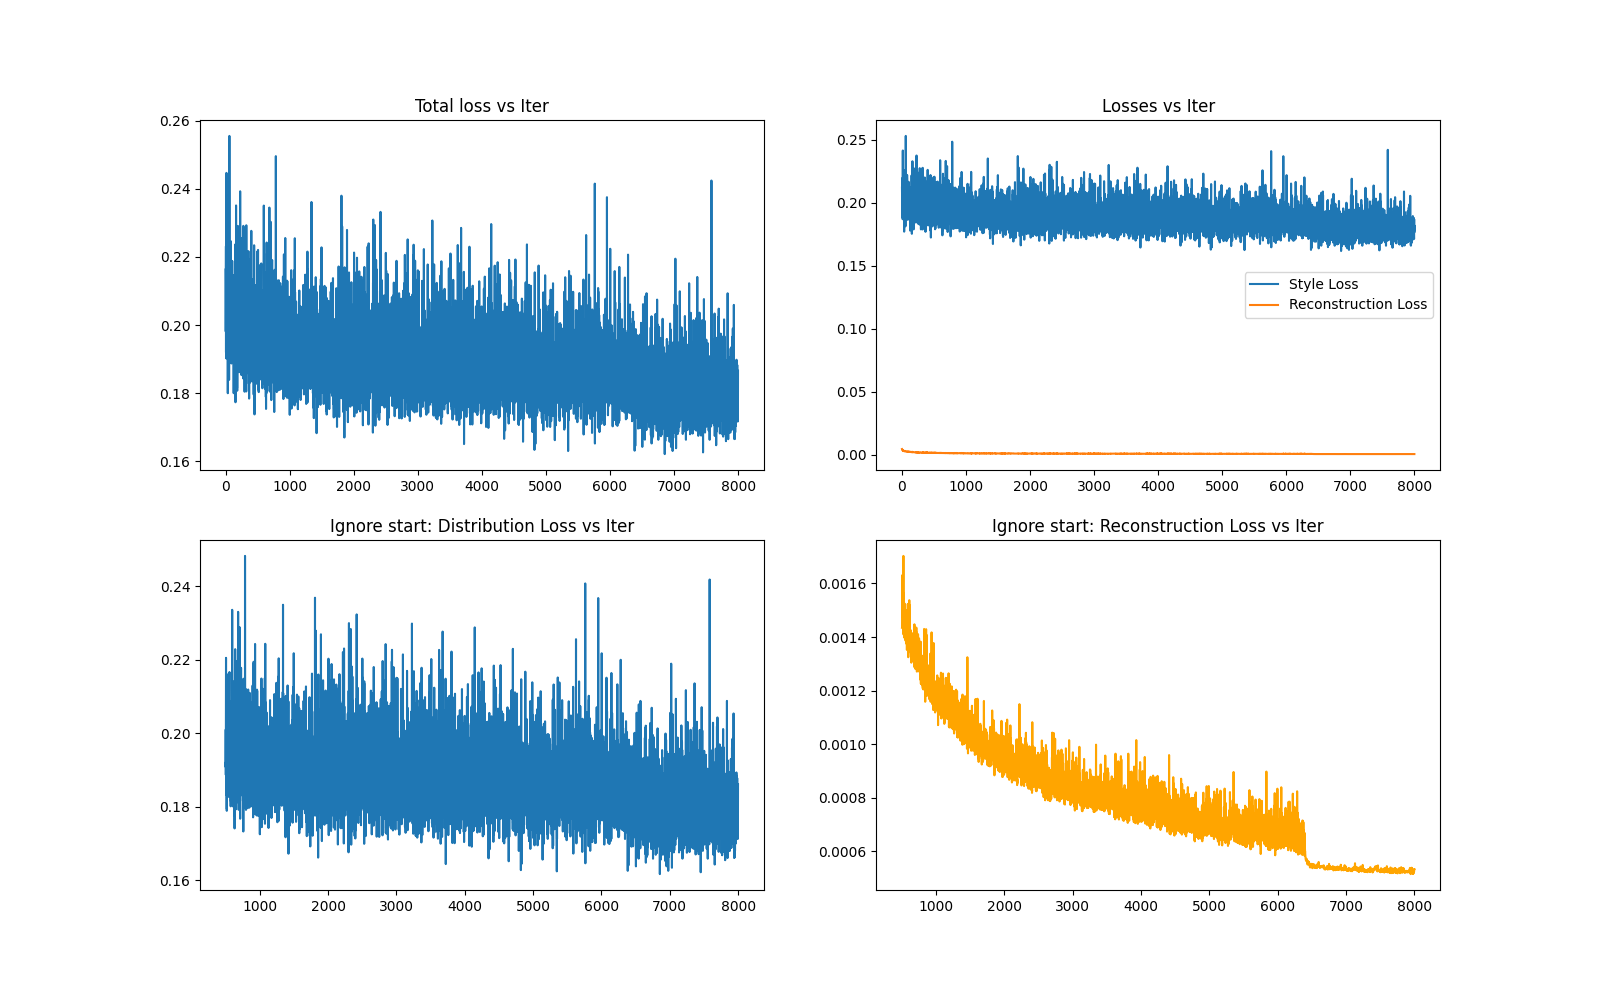 Total loss vs Iter
0.26
0.24
0.22
0.20
0.18
0.16
0 1000 2000 3000 4000 5000 6000 7000 8000
Losses vs Iter
0.25
0.20
0.15
0.10
0.05
0.00
Style Loss
Reconstruction Loss
0 1000 2000 3000 4000 5000 6000 7000 8000
Ignore start: Distribution Loss vs Iter
0.24
0.22
0.20
0.18
0.16
1000 2000 3000 4000 5000 6000 7000 8000
Ignore start: Reconstruction Loss vs Iter
0.0016
0.0014
0.0012
0.0010
0.0008
0.0006
1000 2000 3000 4000 5000 6000 7000 8000